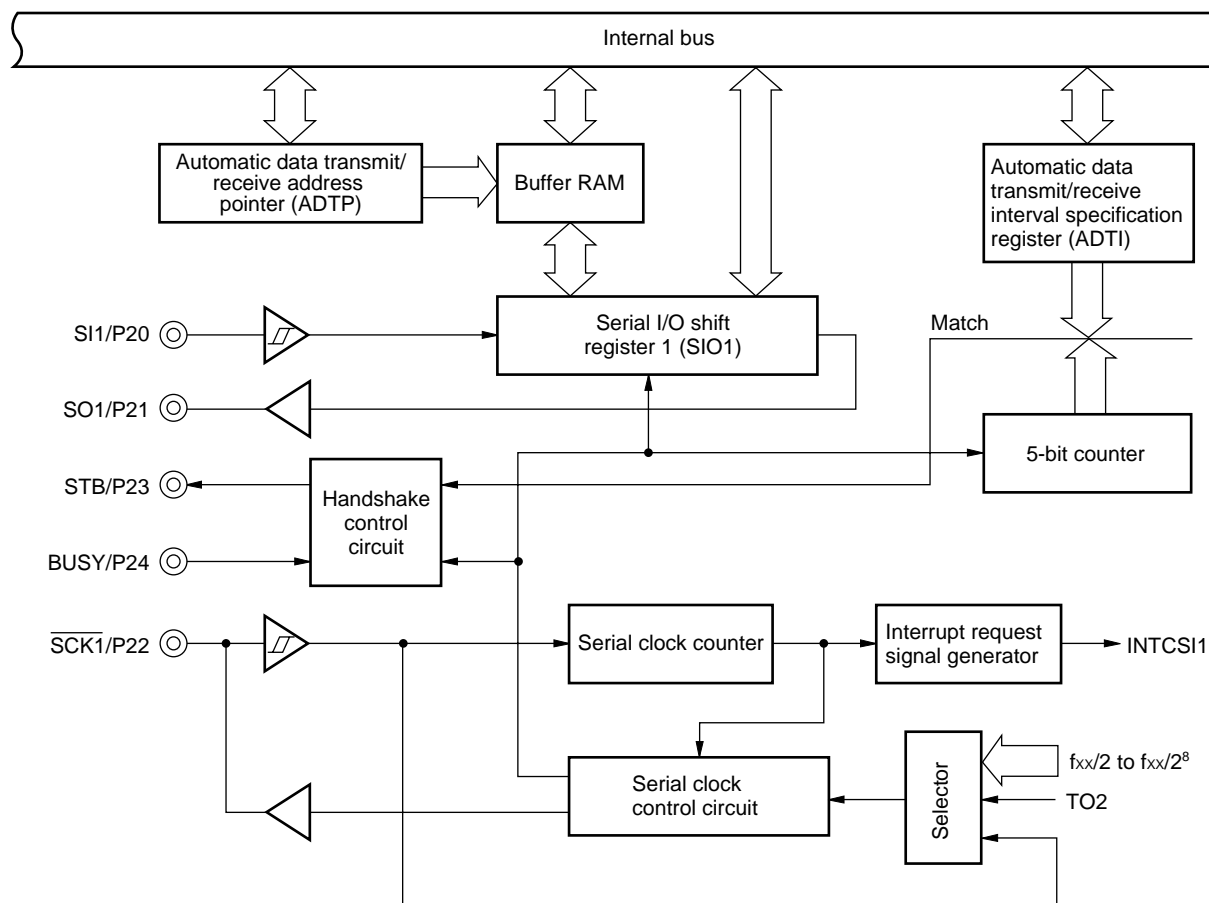 Internal bus
Automatic data transmit/
receive address
pointer (ADTP)
Buffer RAM
Automatic data
transmit/receive
interval specification
register (ADTI)
SI1/P20
Serial I/O shift
register 1 (SIO1)
Match
SO1/P21
5-bit counter
STB/P23
Handshake
control
circuit
BUSY/P24
SCK1/P22
Serial clock counter
Interrupt request
signal generator
INTCSI1
Serial clock
control circuit
Selector
fxx/2 to fxx/2⁸
TO2